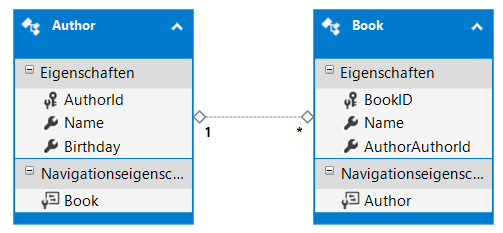 Author
Eigenschaften
AuthorId
Name
Birthday
Navigationseigensc...
Book
1
*
Book
Eigenschaften
BookID
Name
AuthorAuthorId
Navigationseigensc...
Author